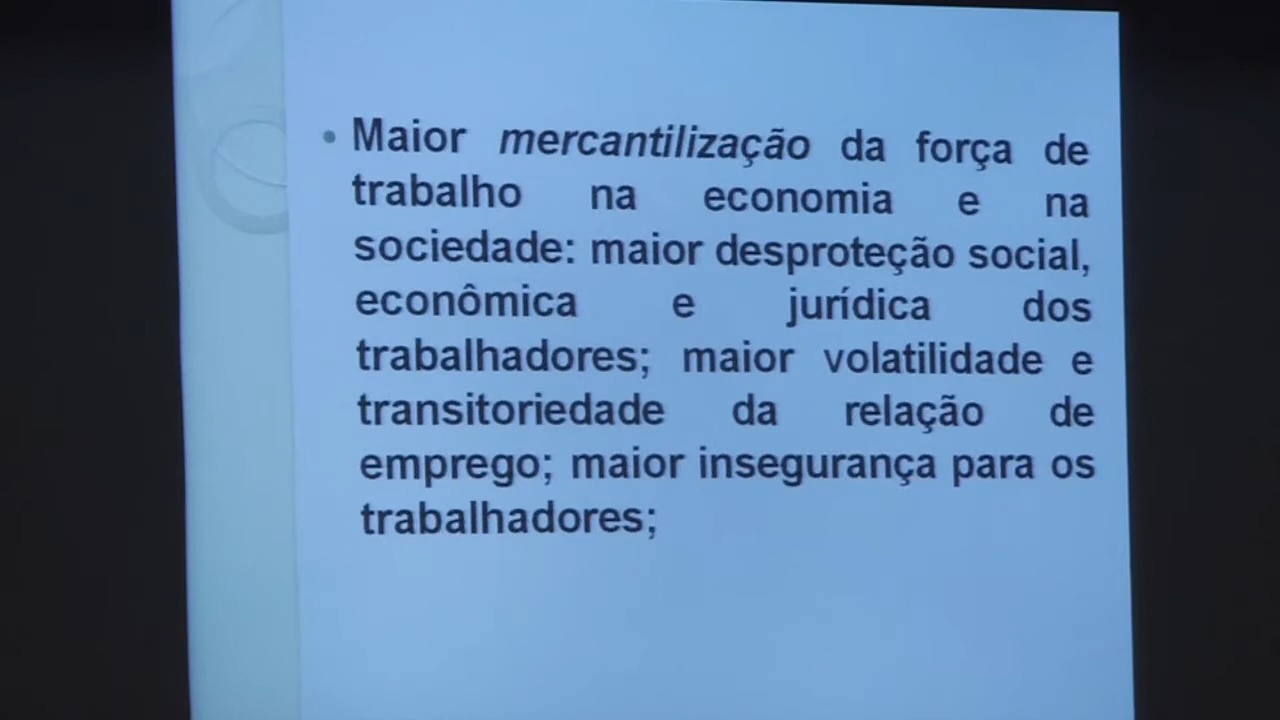 • Maior mercantilização da força de
trabalho na economia e na
sociedade: maior desproteção social,
econômica e jurídica dos
trabalhadores; maior volatilidade e
transitoriedade da relação de
emprego; maior insegurança para os
trabalhadores;